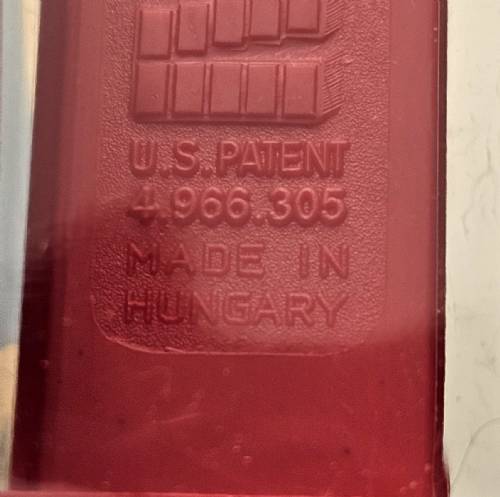 U.S. PATENT
4.966.305
MADE IN
HUNGARY